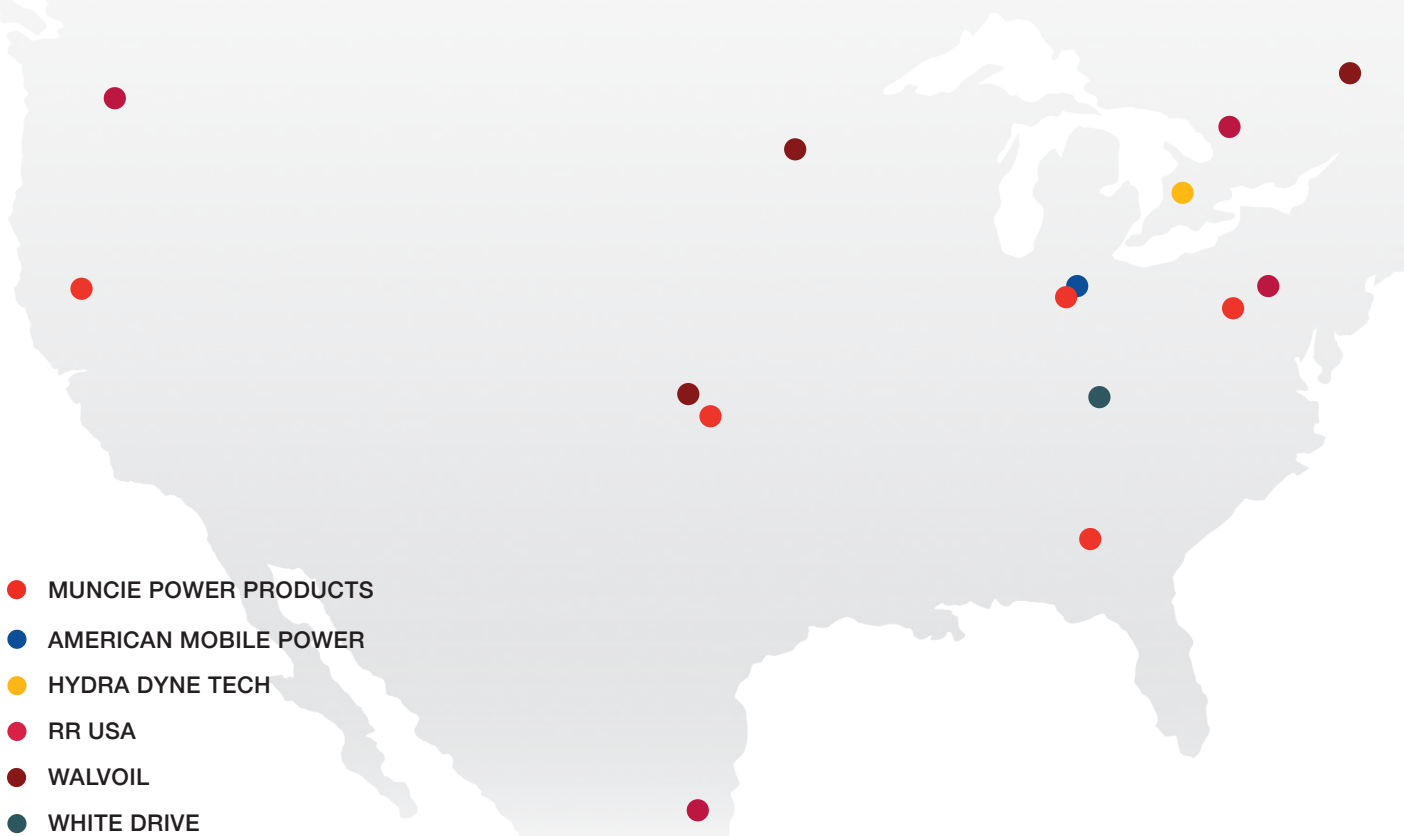 MUNCIE POWER PRODUCTS
AMERICAN MOBILE POWER
HYDRA DYNE TECH
RR USA
WALVOIL
WHITE DRIVE